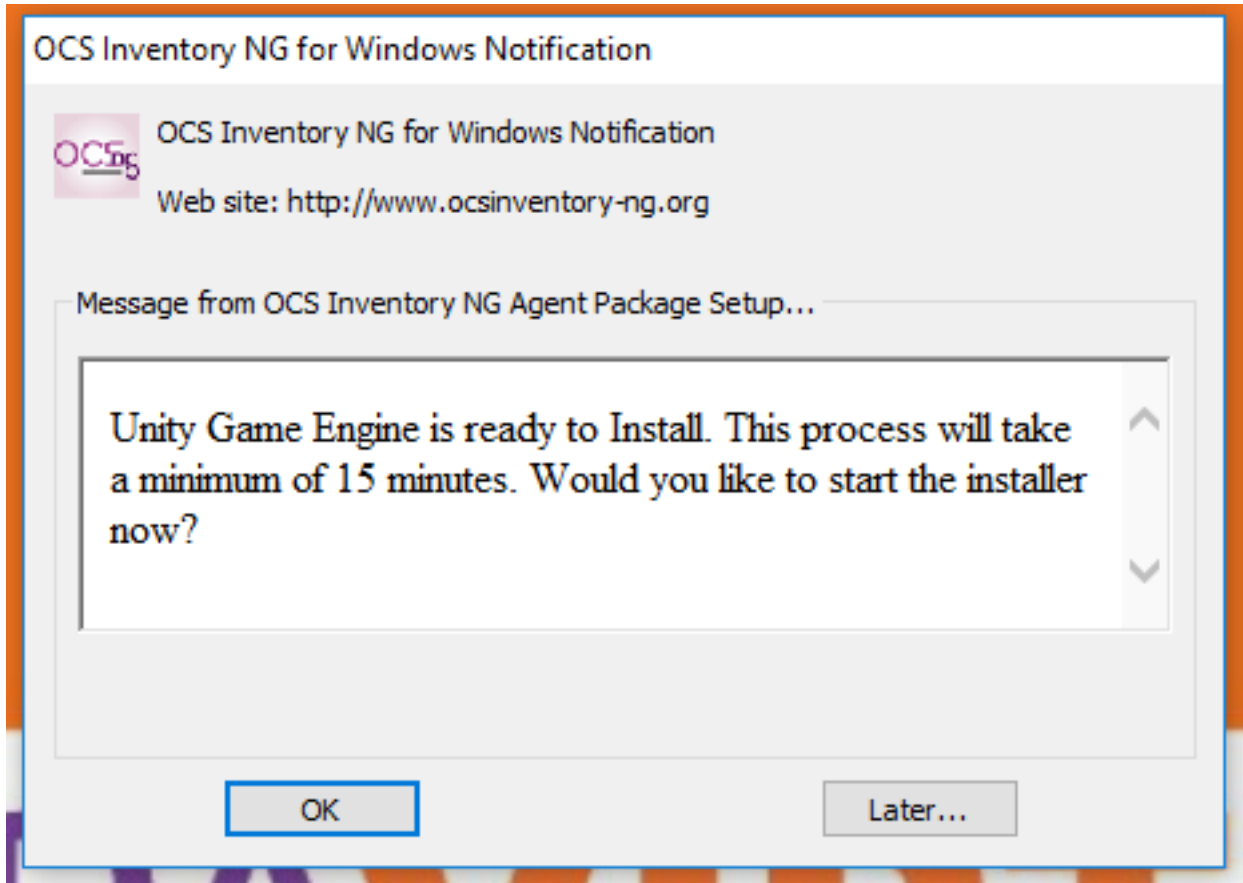 OCS Inventory NG for Windows Notification
OCS Inventory NG for Windows Notification
Web site: http://www.ocsinventory-ng.org
Message from OCS Inventory NG Agent Package Setup...
Unity Game Engine is ready to Install. This process will take
a minimum of 15 minutes. Would you like to start the installer
now?
OK
Later...